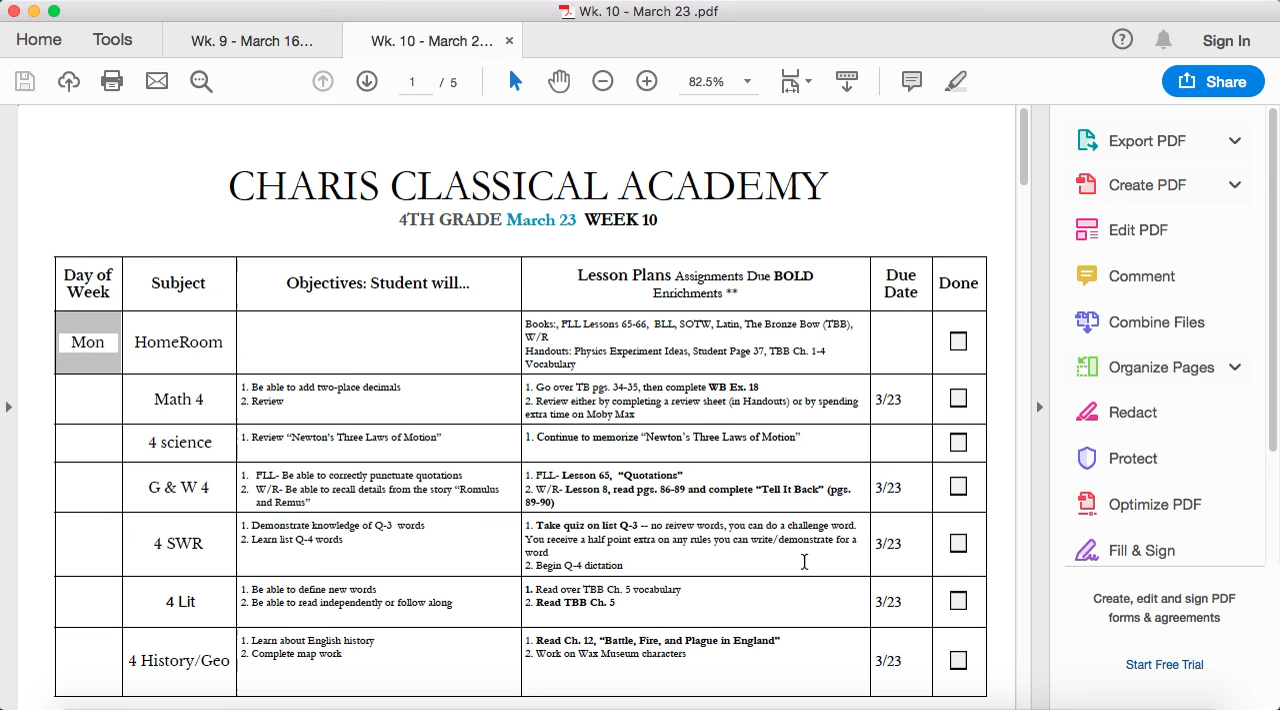 Wk. 10 - March 23 .pdf
Home Tools Wk. 9 - March 16... Wk. 10 - March 2... × Sign In
1 / 5 82.5% Share
CHARIS CLASSICAL ACADEMY
4TH GRADE March 23 WEEK 10
Day of Week Subject Objectives: Student will... Lesson Plans Assignments Due BOLD Enrichments ** Due Date Done
Mon HomeRoom
Books:, FLL Lessons 65-66, BLL, SOTW, Latin, The Bronze Bow (TBB),
W/R
Handouts: Physics Experiment Ideas, Student Page 37, TBB Ch. 1-4
Vocabulary
Math 4
1. Be able to add two-place decimals
2. Review
1. Go over TB pgs. 34-35, then complete WB Ex. 18
2. Review either by completing a review sheet (in Handouts) or by spending
extra time on Moby Max
3/23
4 science
1. Review “Newton’s Three Laws of Motion”
1. Continue to memorize “Newton’s Three Laws of Motion”
G & W 4
1. FLL- Be able to correctly punctuate quotations
2. W/R- Be able to recall details from the story “Romulus
and Remus”
1. FLL- Lesson 65, “Quotations”
2. W/R- Lesson 8, read pgs. 86-89 and complete “Tell It Back” (pgs.
89-90)
3/23
4 SWR
1. Demonstrate knowledge of Q-3 words
2. Learn list Q-4 words
1. Take quiz on list Q-3 -- no reivew words, you can do a challenge word.
You receive a half point extra on any rules you can write/demonstrate for a
word
2. Begin Q-4 dictation
3/23
4 Lit
1. Be able to define new words
2. Be able to read independently or follow along
1. Read over TBB Ch. 5 vocabulary
2. Read TBB Ch. 5
3/23
4 History/Geo
1. Learn about English history
2. Complete map work
1. Read Ch. 12, “Battle, Fire, and Plague in England”
2. Work on Wax Museum characters
3/23
Export PDF
Create PDF
Edit PDF
Comment
Combine Files
Organize Pages
Redact
Protect
Optimize PDF
Fill & Sign
Create, edit and sign PDF
forms & agreements
Start Free Trial